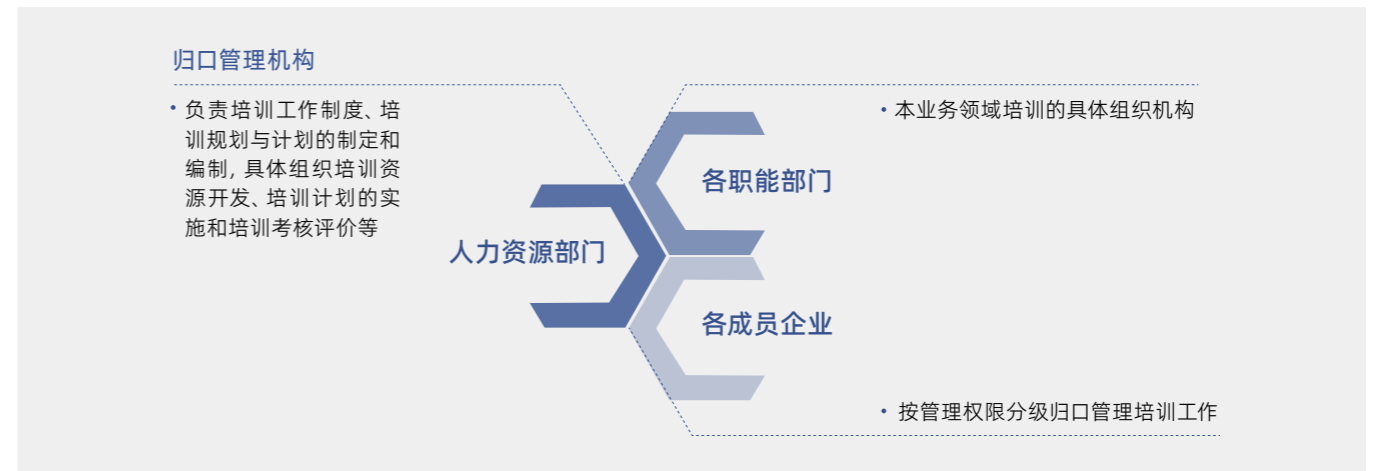 归口管理机构
• 负责培训工作制度、培
训规划与计划的制定和
编制, 具体组织培训资
源开发、培训计划的实
施和培训考核评价等
人力资源部门
• 本业务领域培训的具体组织机构
各职能部门
各成员企业
• 按管理权限分级归口管理培训工作